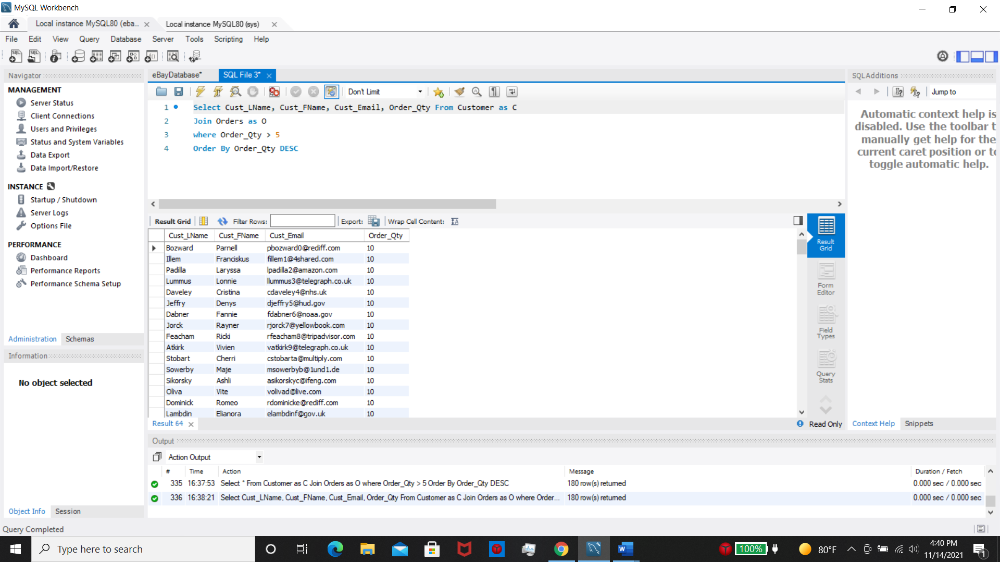 MySQL Workbench
Local instance MySQL80 (eba...
Local instance MySQL80 (sys)
File Edit View Query Database Server Tools Scripting Help
Navigator
MANAGEMENT
Server Status
Client Connections
Users and Privileges
Status and System Variables
Data Export
Data Import/Restore
INSTANCE
Startup / Shutdown
Server Logs
Options File
PERFORMANCE
Dashboard
Performance Reports
Performance Schema Setup
Administration Schemas
Information
No object selected
Object Info Session
Query Completed
eBayDatabase* SQL File 3*
Don't Limit
1 Select Cust_LName, Cust_FName, Cust_Email, Order_Qty From Customer as C
2 Join Orders as O
3 where Order_Qty > 5
4 Order By Order_Qty DESC
Result Grid Filter Rows: Export: Wrap Cell Content:
Cust_LName Cust_FName Cust_Email Order_Qty
Bozward Parnell pbozward0@rediff.com 10
Illem Franciskus fillem1@4shared.com 10
Padilla Laryssa lpadilla2@amazon.com 10
Lummus Lonnie llummus3@telegraph.co.uk 10
Daveley Cristina cdaveley4@nhs.uk 10
Jeffry Denys djeffry5@hud.gov 10
Dabner Fannie fdabner6@noaa.gov 10
Jorck Rayner rjorck7@yellowbook.com 10
Feacham Ricki rfeacham8@tripadvisor.com 10
Atkirk Vivien vatkirk9@telegraph.co.uk 10
Stobart Cherri cstobarta@multiply.com 10
Sowerby Maje msowerbyb@1und1.de 10
Sikorsky Ashli asikorskyc@ifeng.com 10
Oliva Vite volivad@live.com 10
Dominick Romeo rdominicke@rediff.com 10
Lambdin Elianora elambdinf@gov.uk 10
Result 64
Read Only
Result
Grid
Form
Editor
Field
Types
Query
Stats
SQLAdditions
Jump to
Automatic context help is
disabled. Use the toolbar t
manually get help for the
current caret position or to
toggle automatic help.
Context Help Snippets
Output
Action Output
# Time Action Message Duration / Fetch
335 16:37:53 Select * From Customer as C Join Orders as O where Order_Qty > 5 Order By Order_Qty DESC 180 row(s) returned 0.000 sec / 0.000 sec
336 16:38:21 Select Cust_LName, Cust_FName, Cust_Email, Order_Qty From Customer as C Join Orders as O where Order... 180 row(s) returned 0.000 sec / 0.000 sec
Type here to search
100%
80°F
4:40 PM
11/14/2021
1